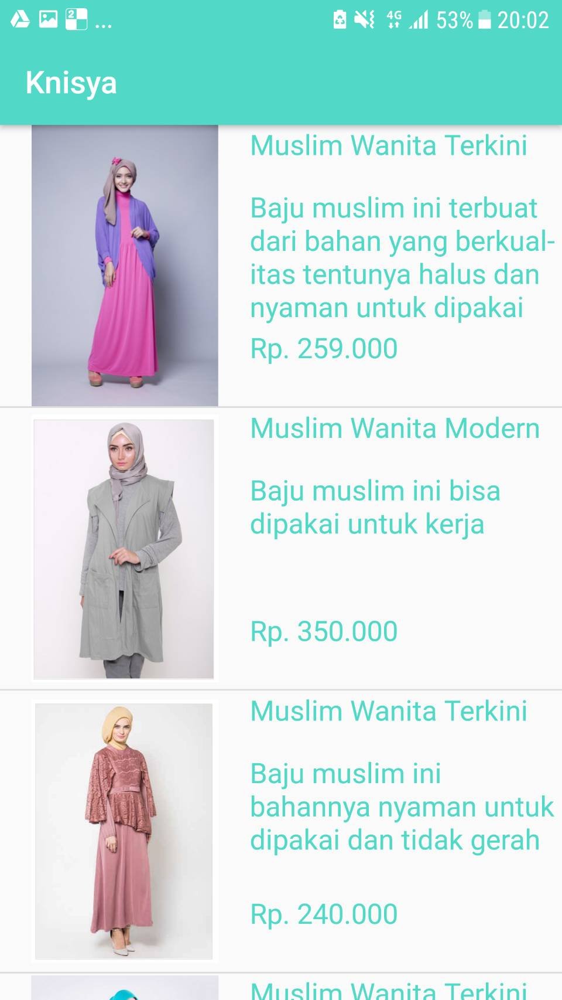 2
...
4G
53%
20:02
Knisya
Muslim Wanita Terkini
Baju muslim ini terbuat
dari bahan yang berkual-
itas tentunya halus dan
nyaman untuk dipakai
Rp. 259.000
Muslim Wanita Modern
Baju muslim ini bisa
dipakai untuk kerja
Rp. 350.000
Muslim Wanita Terkini
Baju muslim ini
bahannya nyaman untuk
dipakai dan tidak gerah
Rp. 240.000
Muslim Wanita Terkini